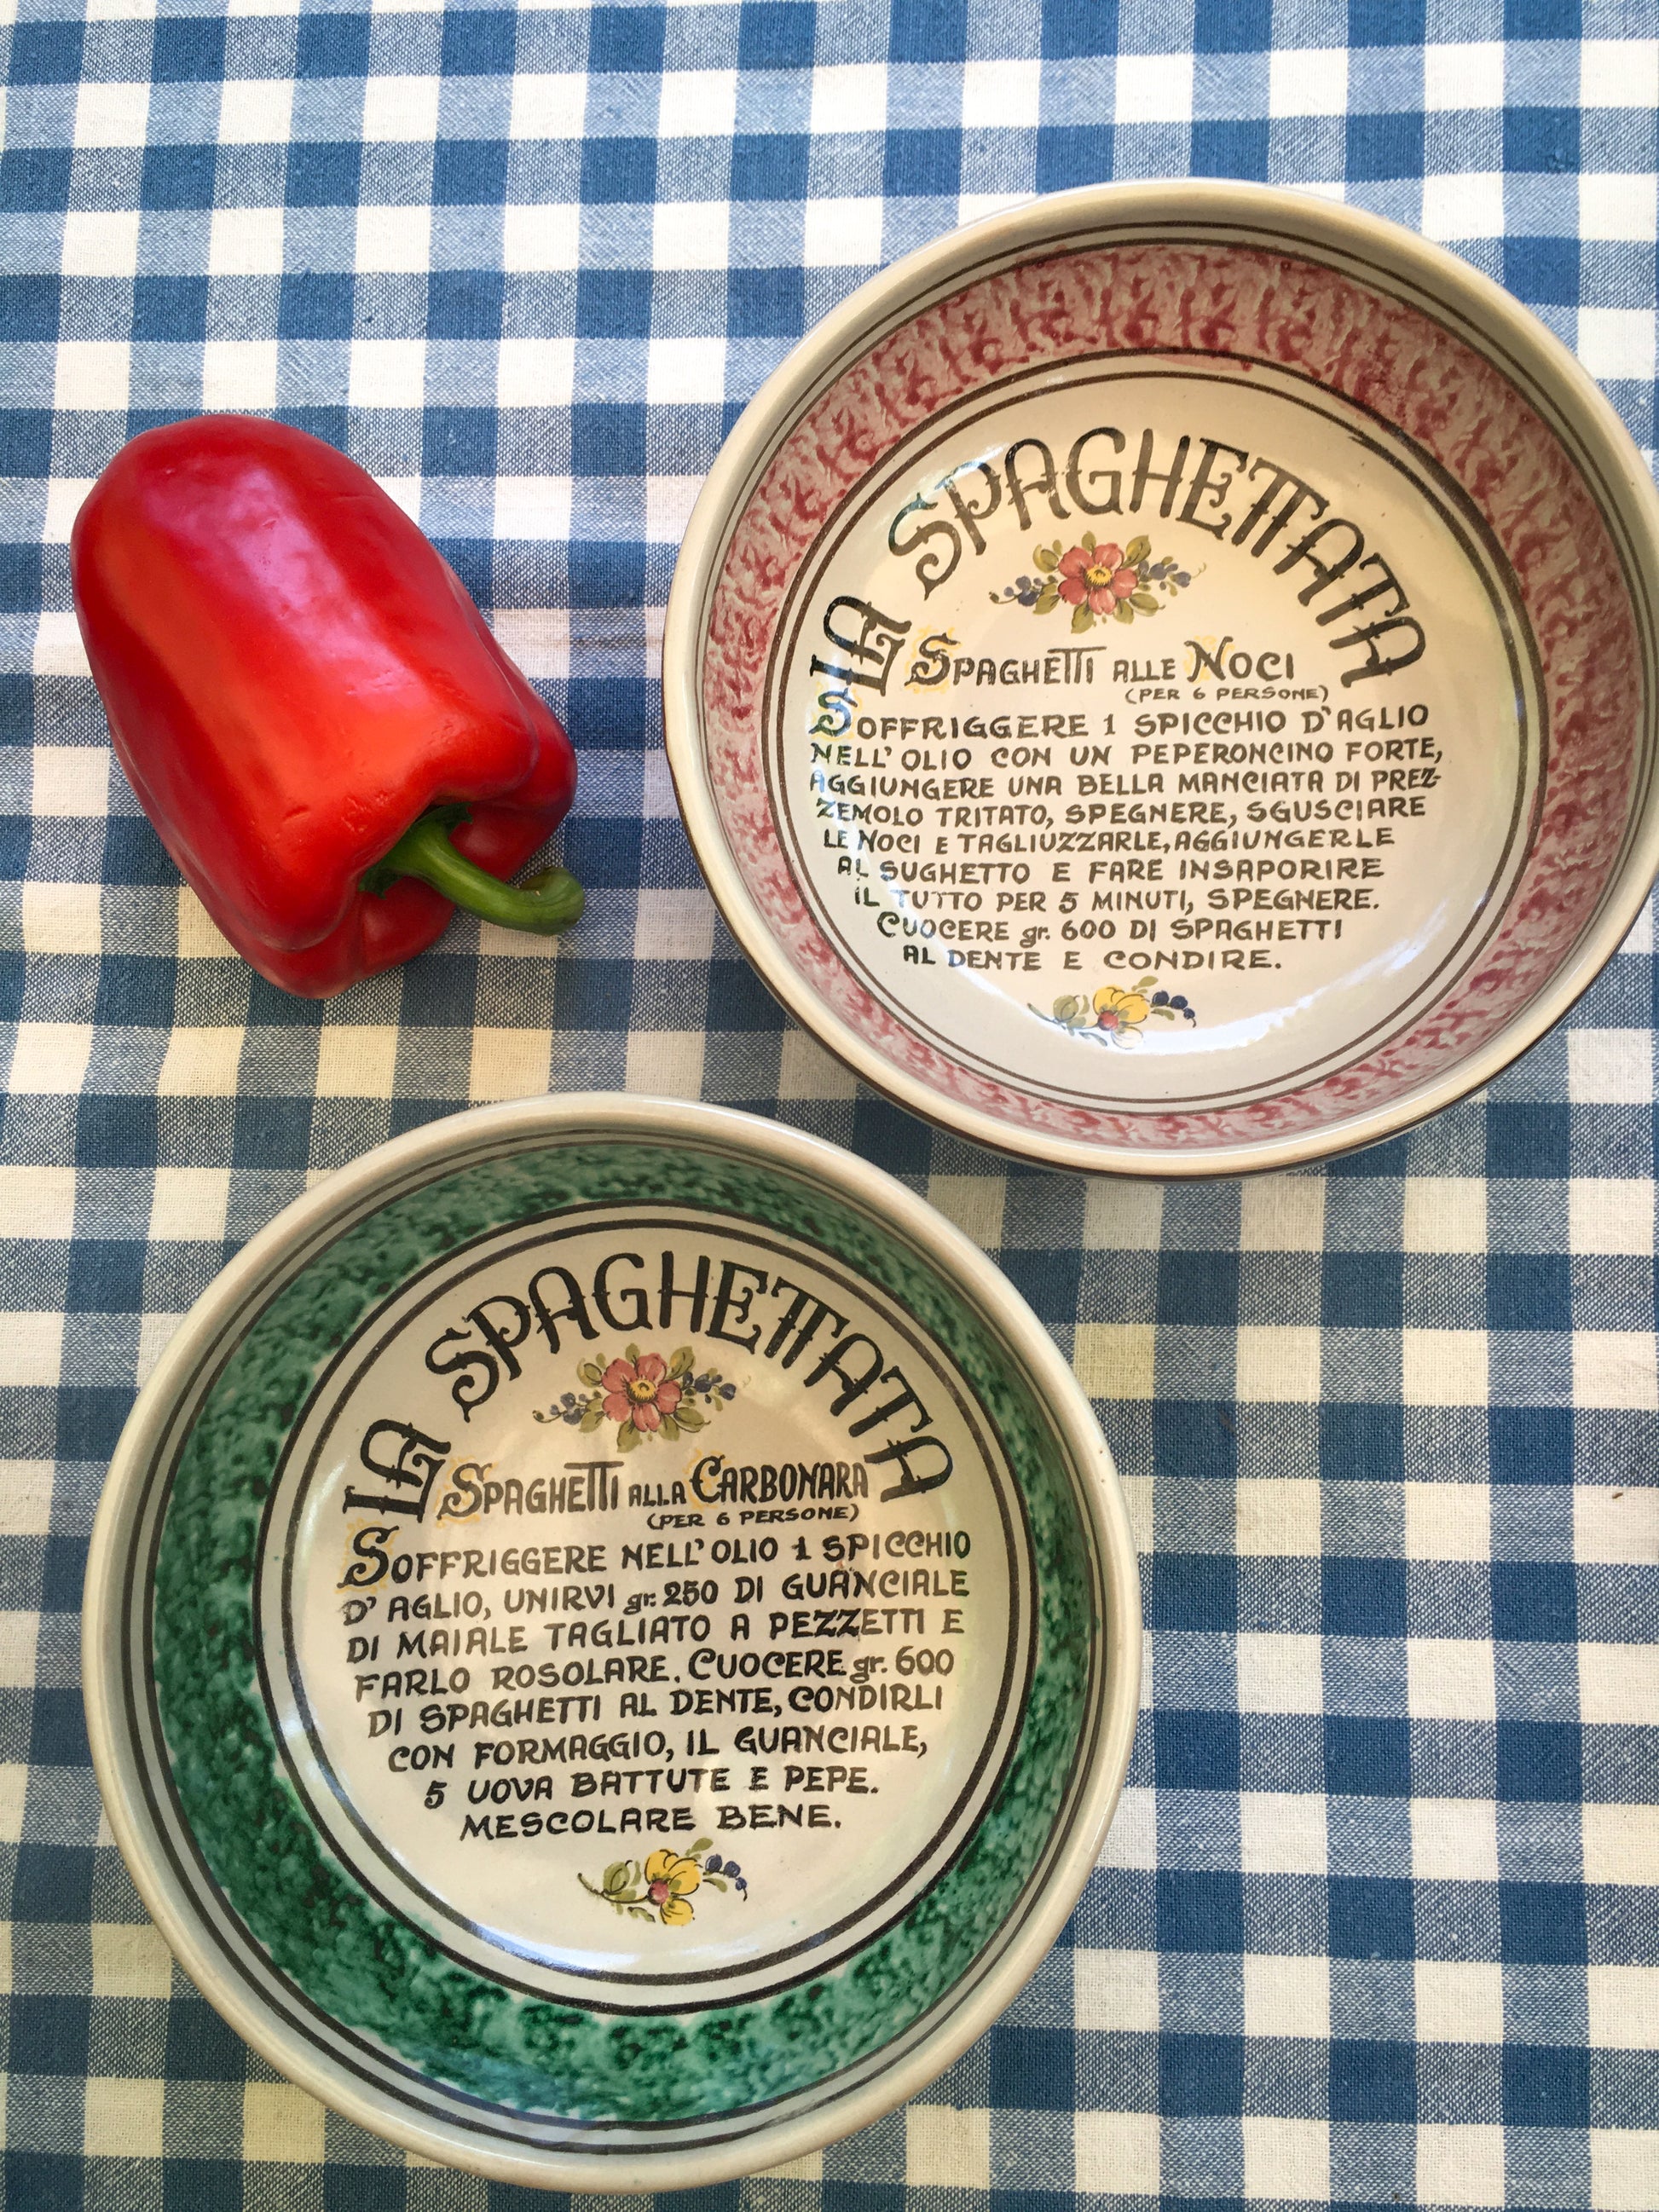 LA SPAGHETTATA
SPAGHETTI ALLE NOCI
(PER 6 PERSONE)
SOFFRIGGERE 1 SPICCHIO D'AGLIO
NELL'OLIO CON UN PEPERONCINO FORTE,
AGGIUNGERE UNA BELLA MANCIATA DI PREZ-
ZEMOLO TRITATO, SPEGNERE, SGUSCIARE
LE NOCI E TAGLIUZZARLE, AGGIUNGERLE
AL SUGHETTO E FARE INSAPORIRE
IL TUTTO PER 5 MINUTI, SPEGNERE.
CUOCERE gr. 600 DI SPAGHETTI
AL DENTE E CONDIRE.
LA SPAGHETTATA
SPAGHETTI ALLA CARBONARA
(PER 6 PERSONE)
SOFFRIGGERE NELL'OLIO 1 SPICCHIO
D'AGLIO, UNIRVI gr. 250 DI GUANCIALE
DI MAIALE TAGLIATO A PEZZETTI E
FARLO ROSOLARE. CUOCERE gr. 600
DI SPAGHETTI AL DENTE, CONDIRLI
CON FORMAGGIO, IL GUANCIALE,
5 UOVA BATTUTE E PEPE.
MESCOLARE BENE.